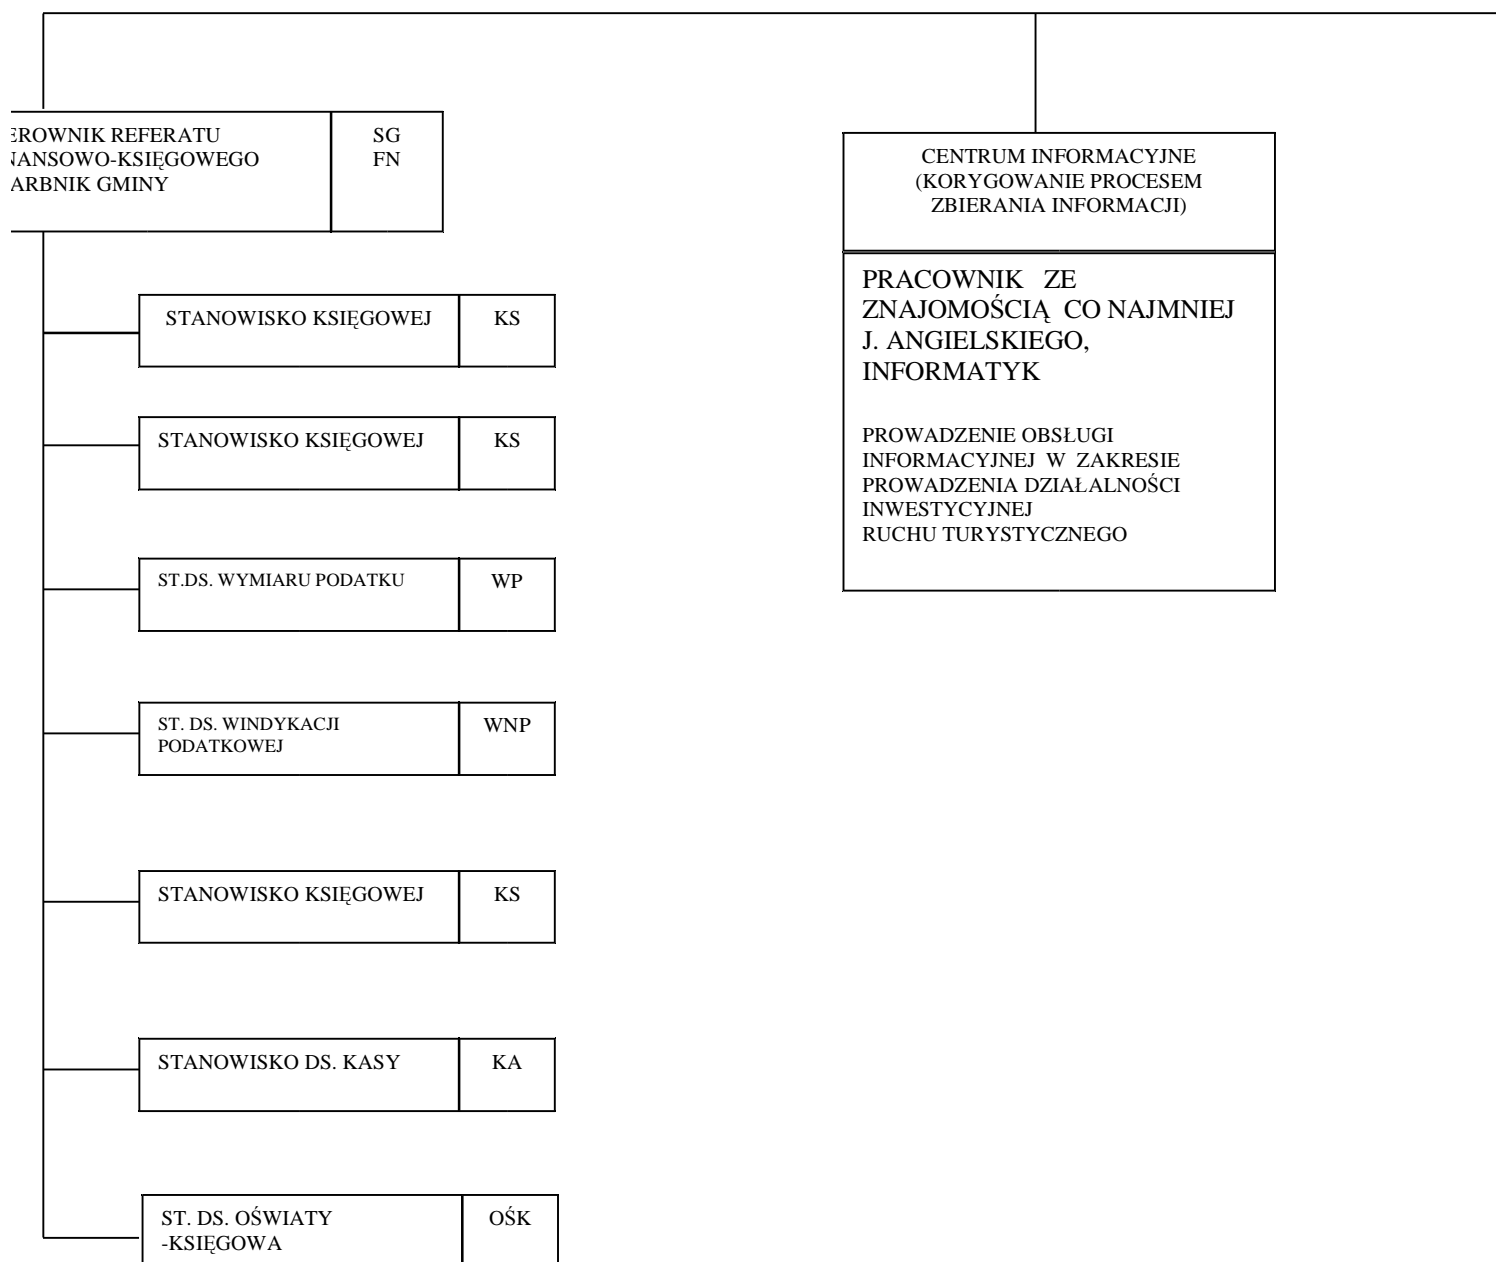 EROWNIK REFERATU
NANSOWO-KSIĘGOWEGO
ARBNIK GMINY
SG
FN
STANOWISKO KSIĘGOWEJ
KS
STANOWISKO KSIĘGOWEJ
KS
ST.DS. WYMIARU PODATKU
WP
ST. DS. WINDYKACJI
PODATKOWEJ
WNP
STANOWISKO KSIĘGOWEJ
KS
STANOWISKO DS. KASY
KA
ST. DS. OŚWIATY
-KSIĘGOWA
OŚK
CENTRUM INFORMACYJNE
(KORYGOWANIE PROCESEM
ZBIERANIA INFORMACJI)
PRACOWNIK ZE
ZNAJOMOŚCIĄ CO NAJMNIEJ
J. ANGIELSKIEGO,
INFORMATYK
PROWADZENIE OBSŁUGI
INFORMACYJNEJ W ZAKRESIE
PROWADZENIA DZIAŁALNOŚCI
INWESTYCYJNEJ
RUCHU TURYSTYCZNEGO